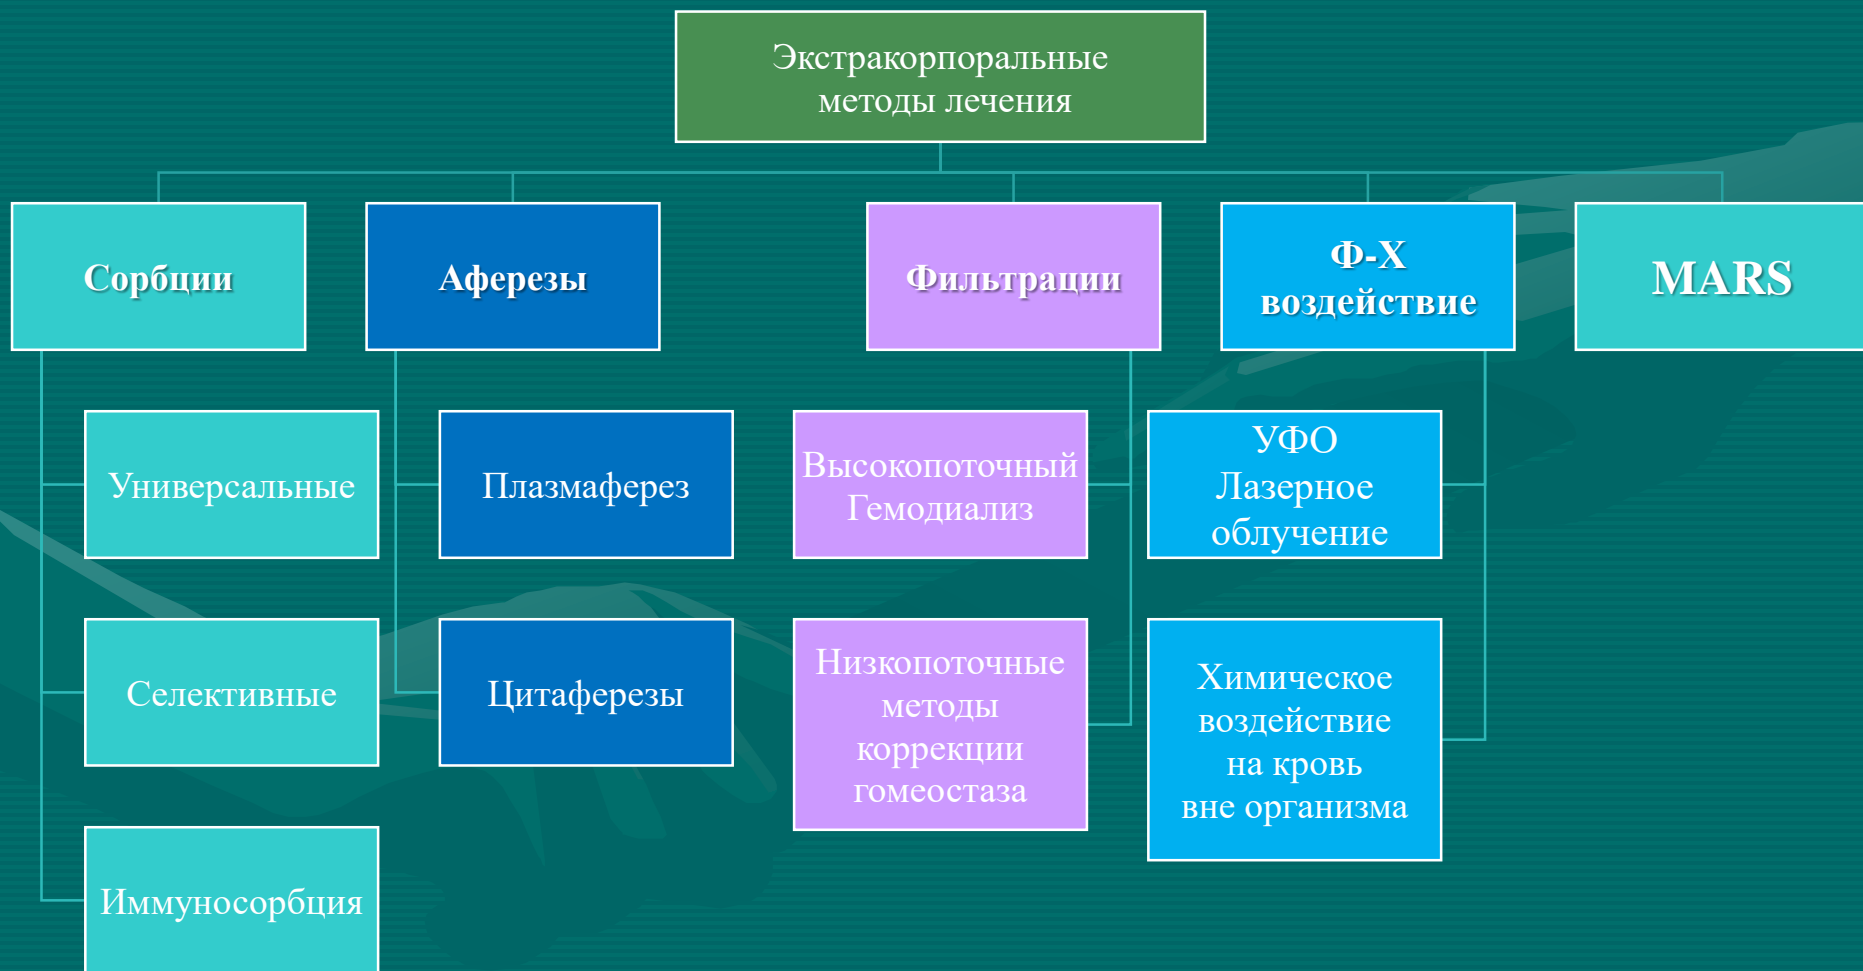 Экстракорпоральные
методы лечения
Сорбции
Аферезы
Фильтрации
Ф-Х
воздействие
MARS
Универсальные
Плазмаферез
Высокопоточный
Гемодиализ
УФО
Лазерное
облучение
Селективные
Цитаферезы
Низкопоточные
методы
коррекции
гомеостаза
Химическое
воздействие
на кровь
вне организма
Иммуносорбция